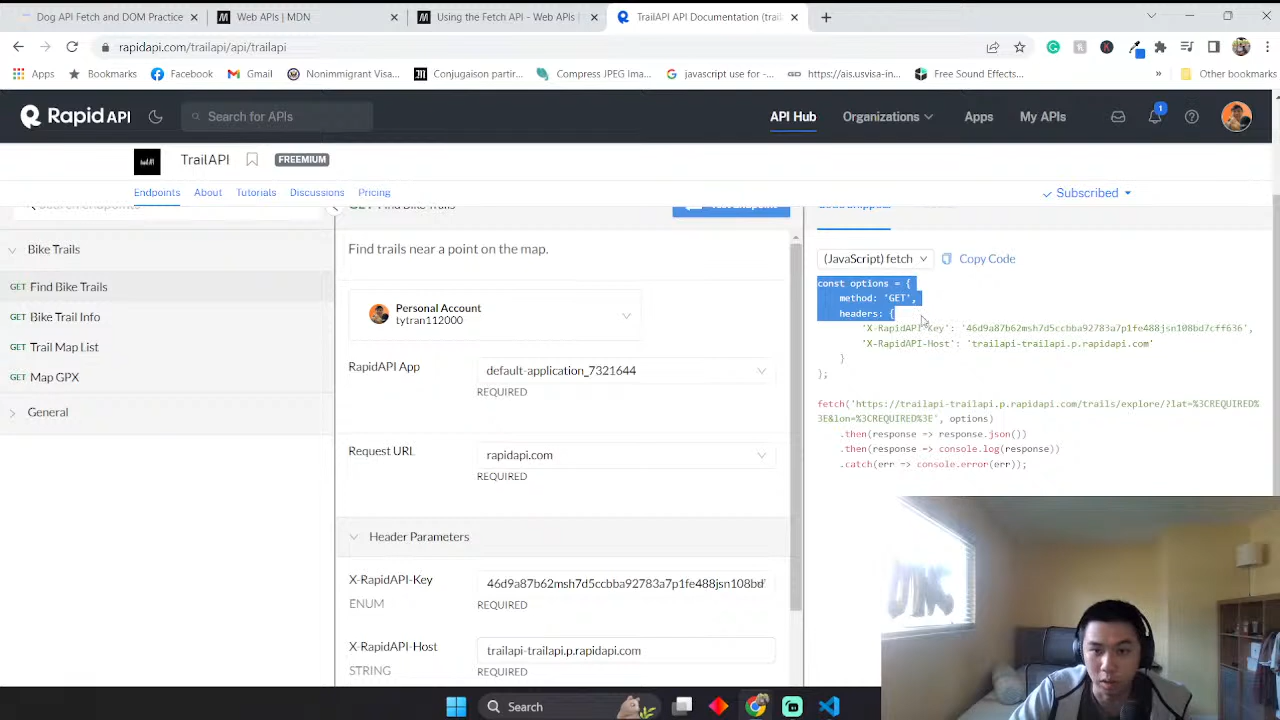 Dog API Fetch and DOM Practice
Web APIs | MDN
Using the Fetch API - Web APIs |
TrailAPI API Documentation (trai
rapidapi.com/trailapi/api/trailapi
Apps
Bookmarks
Facebook
Gmail
Nonimmigrant Visa...
Conjugaison partir...
Compress JPEG Ima...
javascript use for -...
https://ais.usvisa-in...
Free Sound Effects...
»
Other bookmarks
Rapid API
Search for APIs
API Hub
Organizations
Apps
My APIs
1
TrailAPI
FREEMIUM
Endpoints
About
Tutorials
Discussions
Pricing
Subscribed
Bike Trails
GET Find Bike Trails
GET Bike Trail Info
GET Trail Map List
GET Map GPX
General
Find trails near a point on the map.
Personal Account
tytran112000
RapidAPI App
default-application_7321644
REQUIRED
Request URL
rapidapi.com
REQUIRED
Header Parameters
X-RapidAPI-Key
46d9a87b62msh7d5ccbba92783a7p1fe488jsn108bd
ENUM
REQUIRED
X-RapidAPI-Host
trailapi-trailapi.p.rapidapi.com
STRING
REQUIRED
(JavaScript) fetch
Copy Code
const options = {
method: 'GET',
headers: {
'X-RapidAPI-Key': '46d9a87b62msh7d5ccbba92783a7p1fe488jsn108bd7cff636',
'X-RapidAPI-Host': 'trailapi-trailapi.p.rapidapi.com'
}
};
fetch('https://trailapi-trailapi.p.rapidapi.com/trails/explore/?lat=%3CREQUIRED%
3E&lon=%3CREQUIRED%3E', options)
.then(response => response.json())
.then(response => console.log(response))
.catch(err => console.error(err));
Search